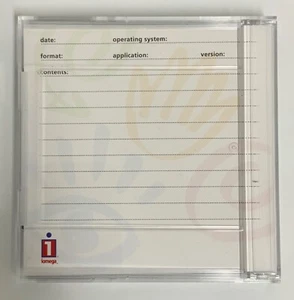 date: operating system:
format: application: version:
contents:
iomega